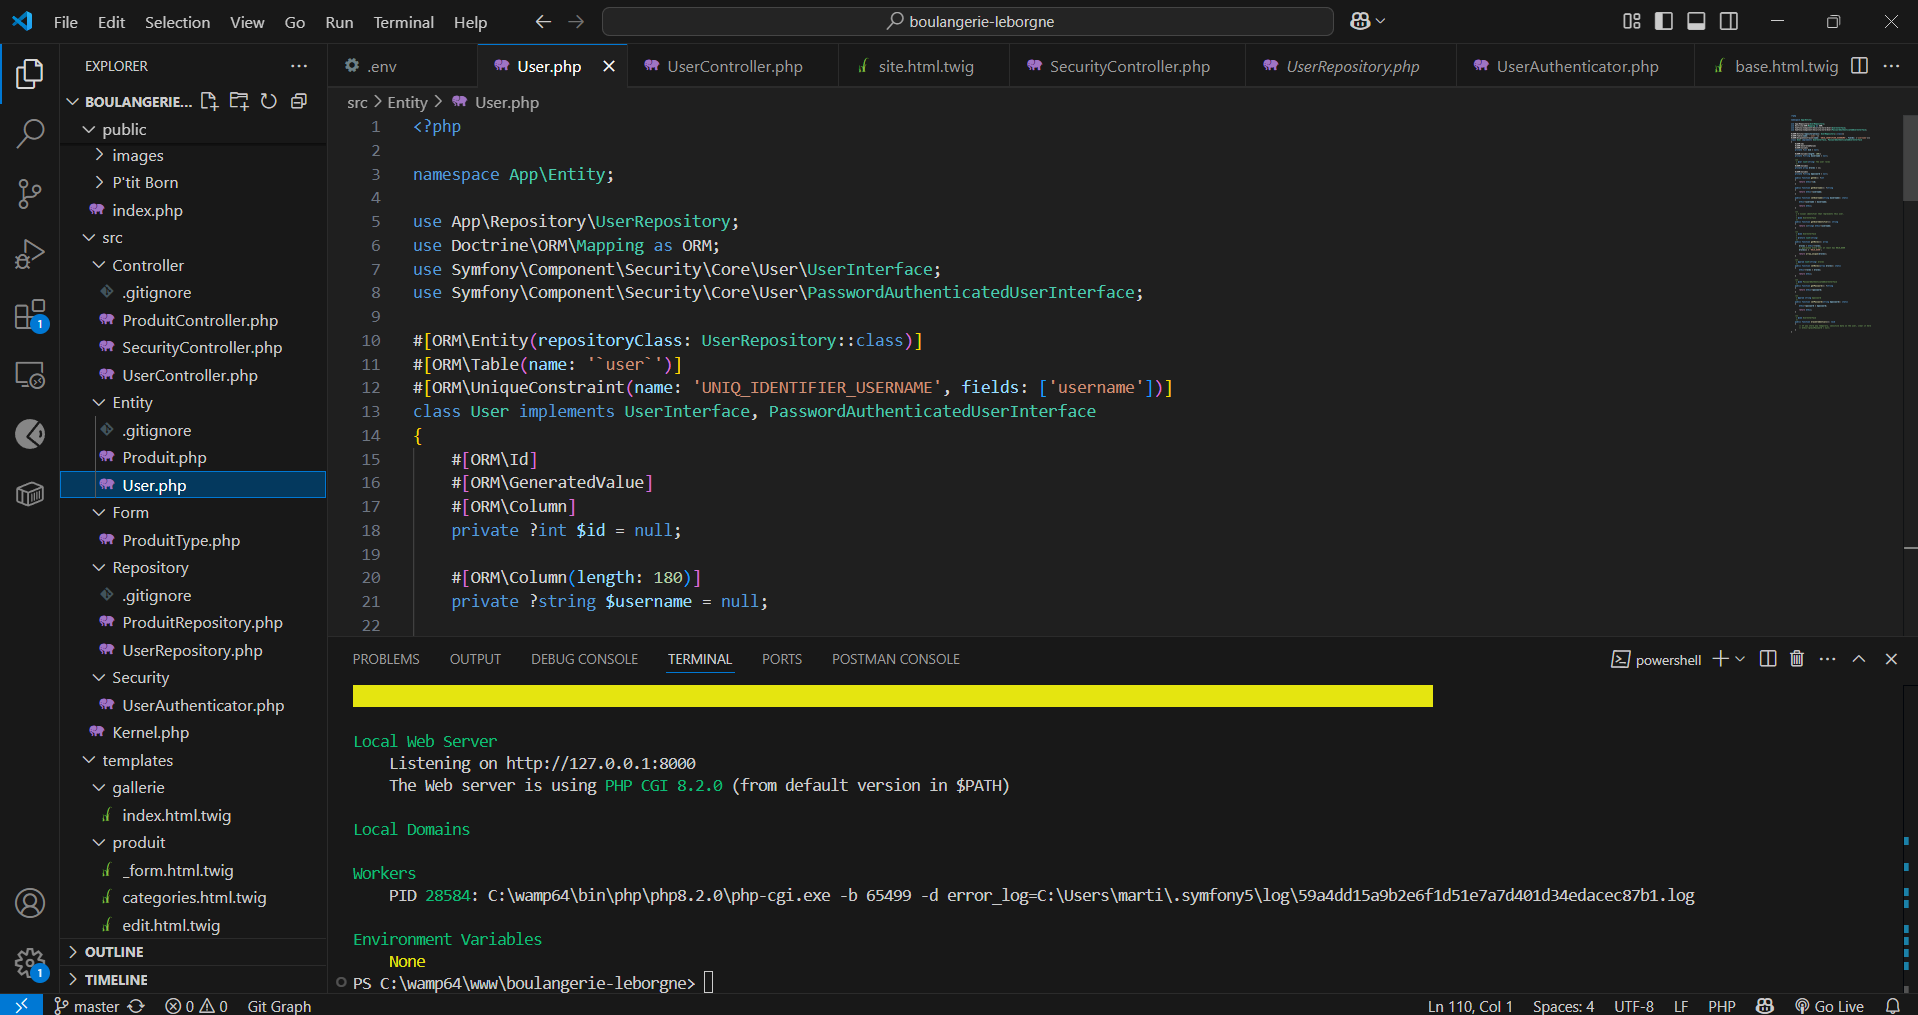 File Edit Selection View Go Run Terminal Help
boulangerie-leborgne
EXPLORER
BOULANGERIE...
public
images
P'tit Born
index.php
src
Controller
.gitignore
ProduitController.php
SecurityController.php
UserController.php
Entity
.gitignore
Produit.php
User.php
Form
ProduitType.php
Repository
.gitignore
ProduitRepository.php
UserRepository.php
Security
UserAuthenticator.php
Kernel.php
templates
gallerie
index.html.twig
produit
_form.html.twig
categories.html.twig
edit.html.twig
OUTLINE
TIMELINE
1
1
.env User.php UserController.php site.html.twig SecurityController.php UserRepository.php UserAuthenticator.php base.html.twig
src > Entity > User.php
1 <?php
2
3 namespace App\Entity;
4
5 use App\Repository\UserRepository;
6 use Doctrine\ORM\Mapping as ORM;
7 use Symfony\Component\Security\Core\User\UserInterface;
8 use Symfony\Component\Security\Core\User\PasswordAuthenticatedUserInterface;
9
10 #[ORM\Entity(repositoryClass: UserRepository::class)]
11 #[ORM\Table(name: '`user`')]
12 #[ORM\UniqueConstraint(name: 'UNIQ_IDENTIFIER_USERNAME', fields: ['username'])]
13 class User implements UserInterface, PasswordAuthenticatedUserInterface
14 {
15 #[ORM\Id]
16 #[ORM\GeneratedValue]
17 #[ORM\Column]
18 private ?int $id = null;
19
20 #[ORM\Column(length: 180)]
21 private ?string $username = null;
22
PROBLEMS OUTPUT DEBUG CONSOLE TERMINAL PORTS POSTMAN CONSOLE
powershell
Local Web Server
Listening on http://127.0.0.1:8000
The Web server is using PHP CGI 8.2.0 (from default version in $PATH)
Local Domains
Workers
PID 28584: C:\wamp64\bin\php\php8.2.0\php-cgi.exe -b 65499 -d error_log=C:\Users\marti\.symfony5\log\59a4dd15a9b2e6f1d51e7a7d401d34edacec87b1.log
Environment Variables
None
PS C:\wamp64\www\boulangerie-leborgne>
master 0 0 Git Graph Ln 110, Col 1 Spaces: 4 UTF-8 LF PHP Go Live